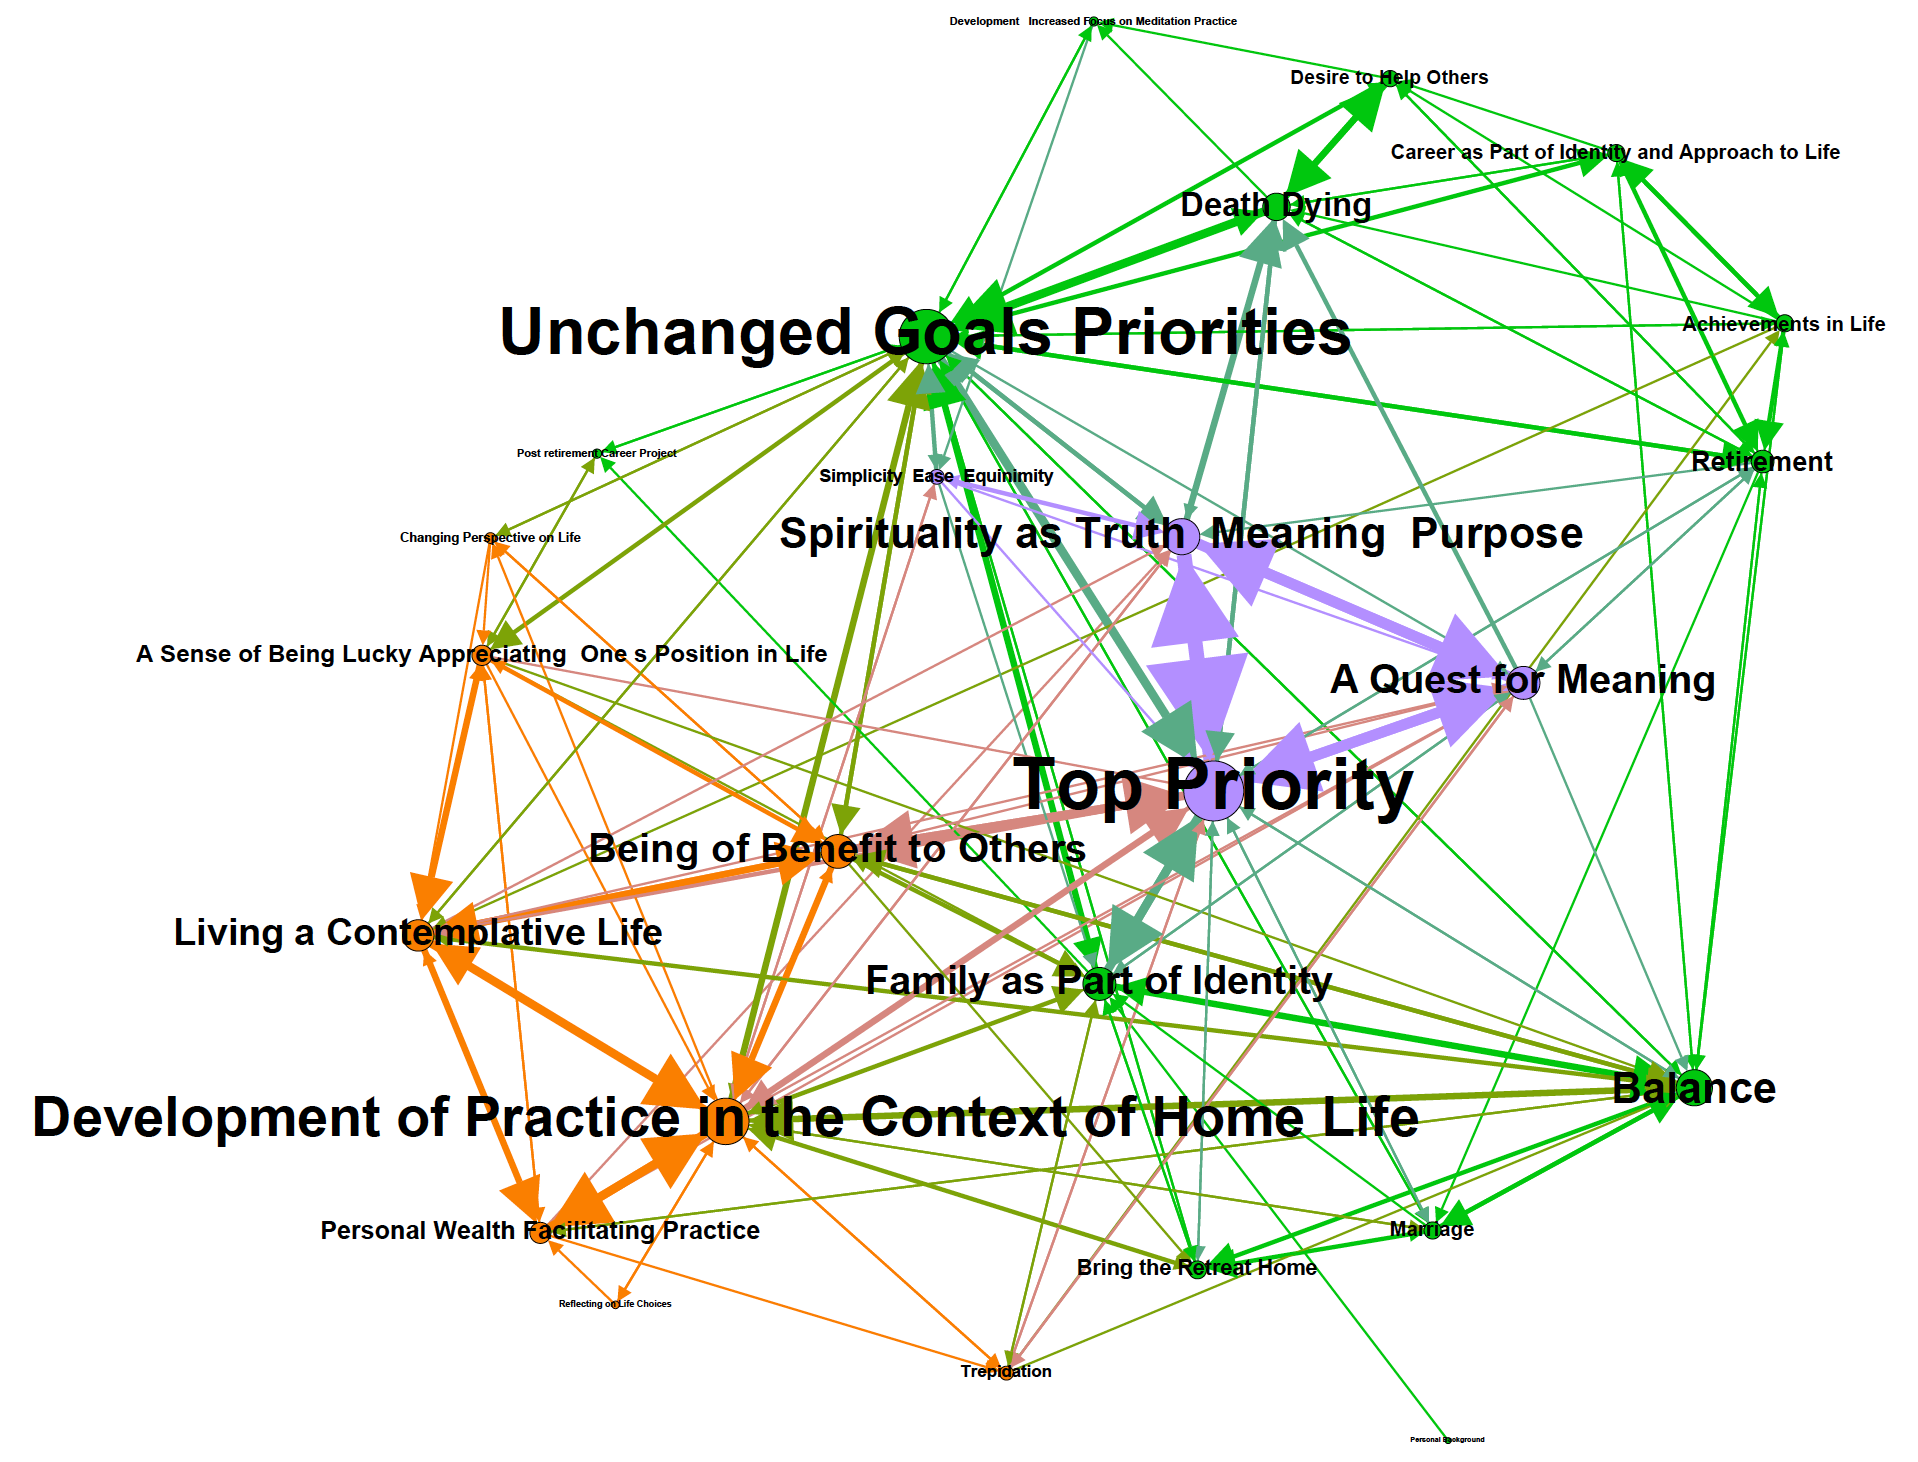 Development   Increased Focus on Meditation Practice
Desire to Help Others
Career as Part of Identity and Approach to Life
Death Dying
Unchanged Goals Priorities
Achievements in Life
Post retirement Career Project
Retirement
Simplicity  Ease  Equinimity
Spirituality as Truth  Meaning  Purpose
Changing Perspective on Life
A Sense of Being Lucky Appreciating  One s Position in Life
A Quest for Meaning
Top Priority
Being of Benefit to Others
Living a Contemplative Life
Family as Part of Identity
Balance
Development of Practice in the Context of Home Life
Personal Wealth Facilitating Practice
Marriage
Bring the Retreat Home
Reflecting on Life Choices
Trepidation
Personal Background